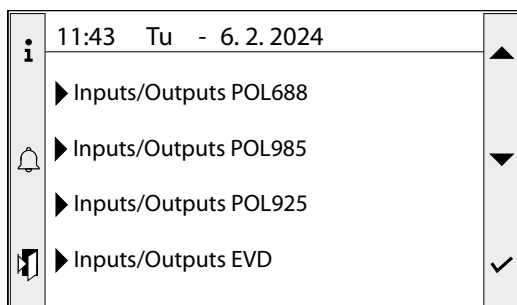 11:43 Tu - 6. 2. 2024
Inputs/Outputs POL688
Inputs/Outputs POL985
Inputs/Outputs POL925
Inputs/Outputs EVD